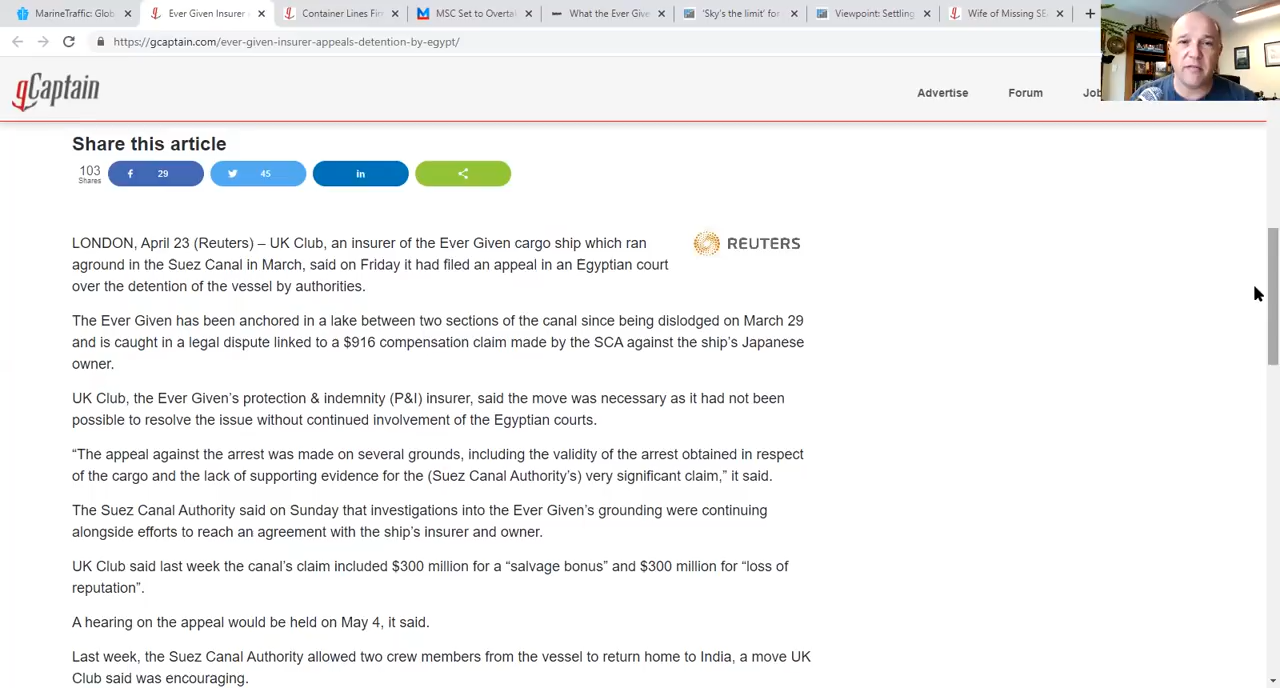 MarineTraffic: Glob
Ever Given Insurer
Container Lines Fir
MSC Set to Overta
What the Ever Give
'Sky's the limit' for
Viewpoint: Settling
Wife of Missing SE
https://gcaptain.com/ever-given-insurer-appeals-detention-by-egypt/
gCaptain
Advertise
Forum
Job
Share this article
103
Shares
29
45
in
LONDON, April 23 (Reuters) – UK Club, an insurer of the Ever Given cargo ship which ran
REUTERS
aground in the Suez Canal in March, said on Friday it had filed an appeal in an Egyptian court
over the detention of the vessel by authorities.
The Ever Given has been anchored in a lake between two sections of the canal since being dislodged on March 29
and is caught in a legal dispute linked to a $916 compensation claim made by the SCA against the ship's Japanese
owner.
UK Club, the Ever Given's protection & indemnity (P&I) insurer, said the move was necessary as it had not been
possible to resolve the issue without continued involvement of the Egyptian courts.
“The appeal against the arrest was made on several grounds, including the validity of the arrest obtained in respect
of the cargo and the lack of supporting evidence for the (Suez Canal Authority's) very significant claim,” it said.
The Suez Canal Authority said on Sunday that investigations into the Ever Given's grounding were continuing
alongside efforts to reach an agreement with the ship's insurer and owner.
UK Club said last week the canal's claim included $300 million for a “salvage bonus” and $300 million for “loss of
reputation”.
A hearing on the appeal would be held on May 4, it said.
Last week, the Suez Canal Authority allowed two crew members from the vessel to return home to India, a move UK
Club said was encouraging.